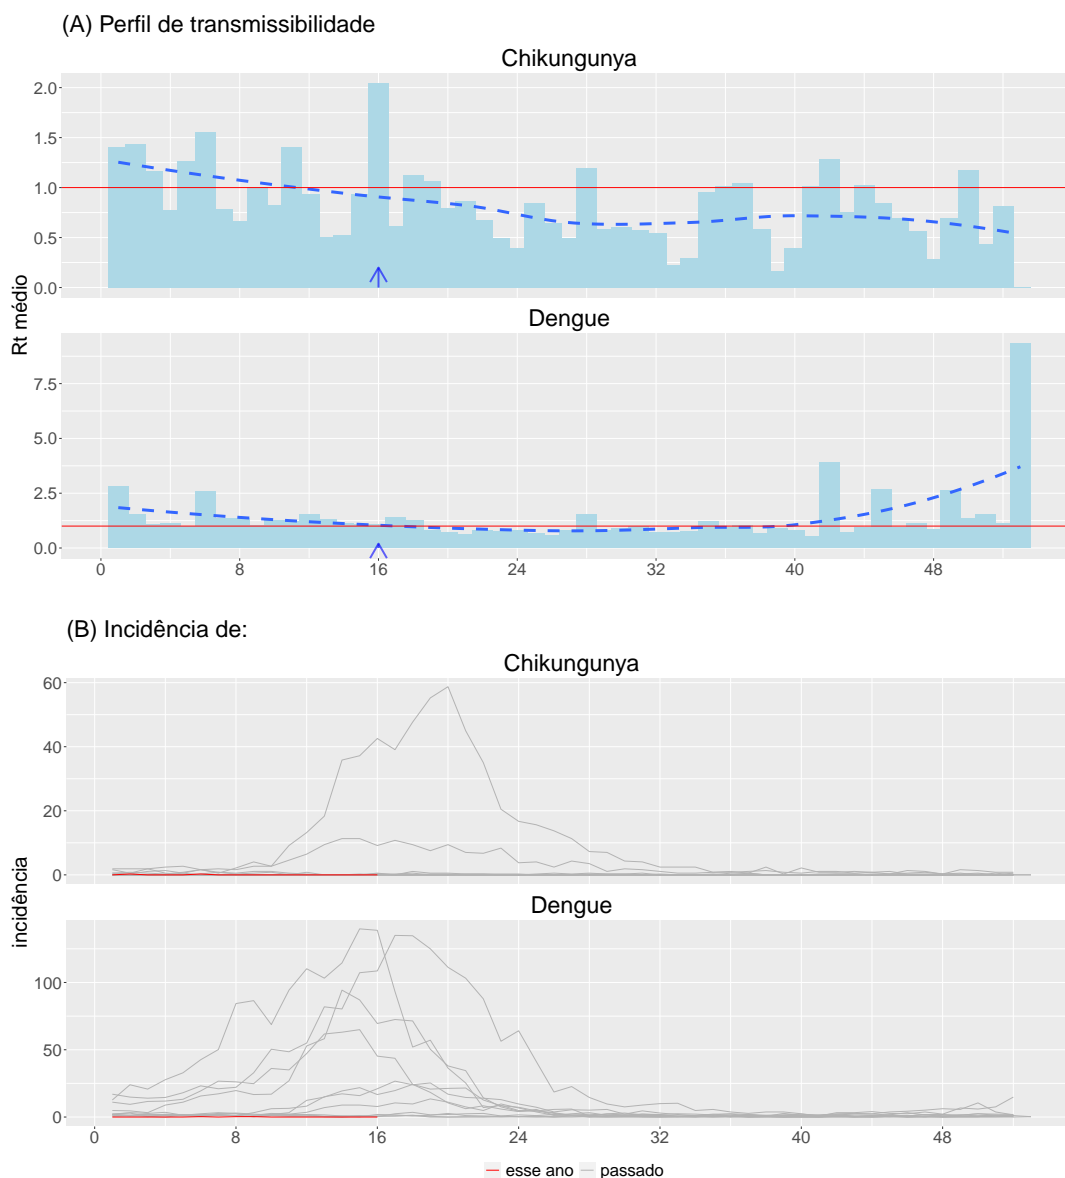 (A) Perfil de transmissibilidade
Chikungunya
2.0
1.5
1.0
0.5
0.0
Rt médio
Dengue
7.5
5.0
2.5
0.0
0 8 16 24 32 40 48
(B) Incidência de:
Chikungunya
60
40
20
0
incidência
Dengue
100
50
0
0 8 16 24 32 40 48
esse ano passado